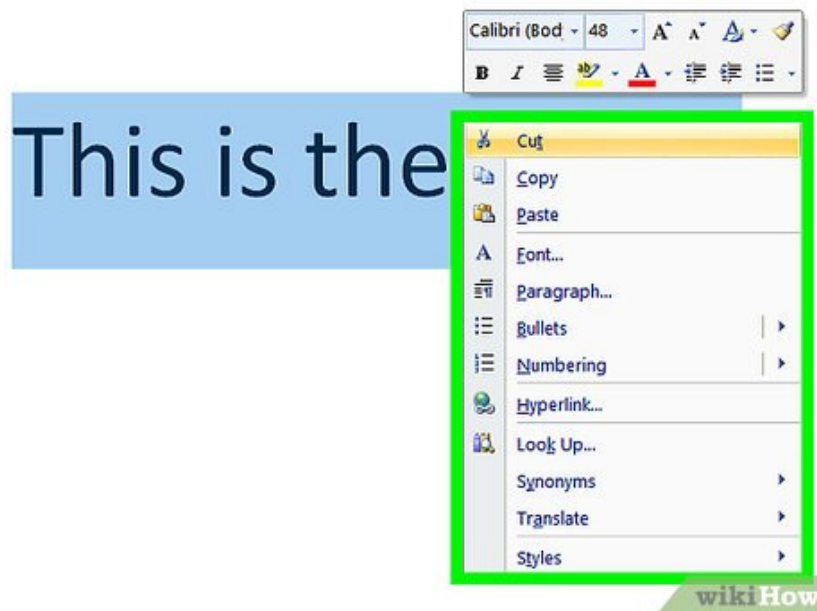 Calibri (Bod 48
This is the
Cut
Copy
Paste
Font...
Paragraph...
Bullets
Numbering
Hyperlink...
Look Up...
Synonyms
Translate
Styles
wikiHow